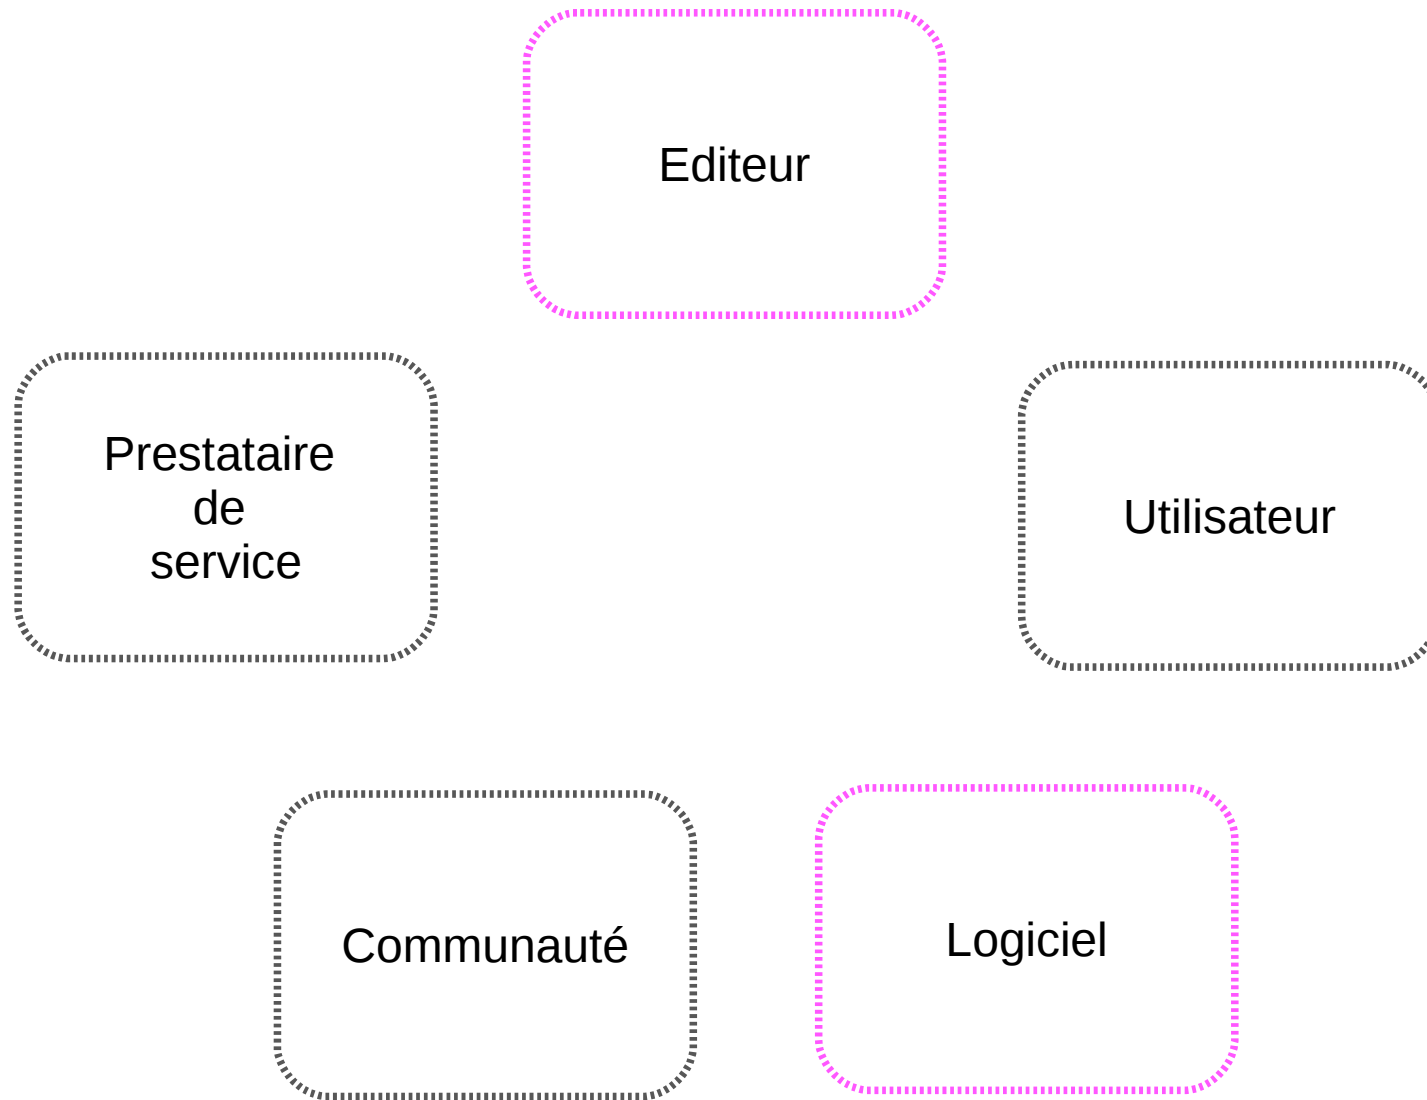 Editeur
Prestataire
de
service
Utilisateur
Communauté
Logiciel